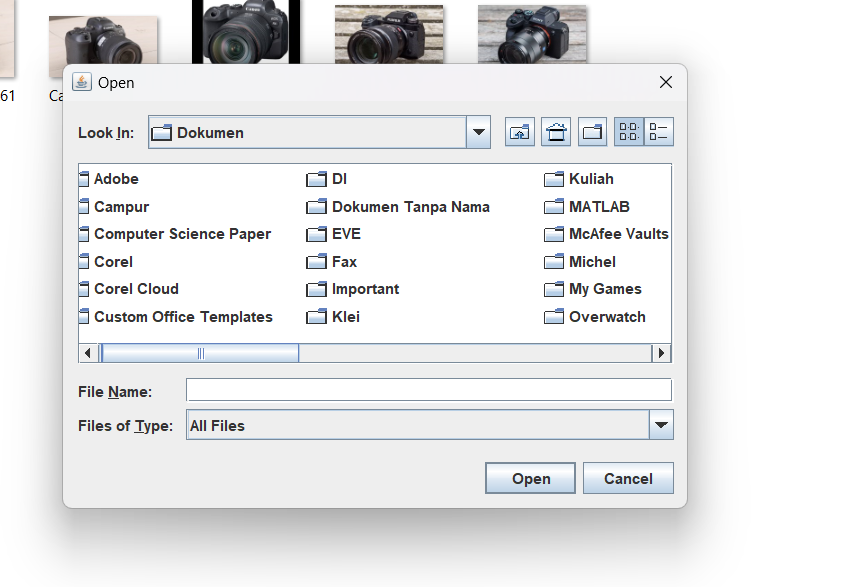 61
Ca
Open
Look In:
Dokumen
Adobe
Campur
Computer Science Paper
Corel
Corel Cloud
Custom Office Templates
DI
Dokumen Tanpa Nama
EVE
Fax
Important
Klei
Kuliah
MATLAB
McAfee Vaults
Michel
My Games
Overwatch
File Name:
Files of Type:
All Files
Open
Cancel